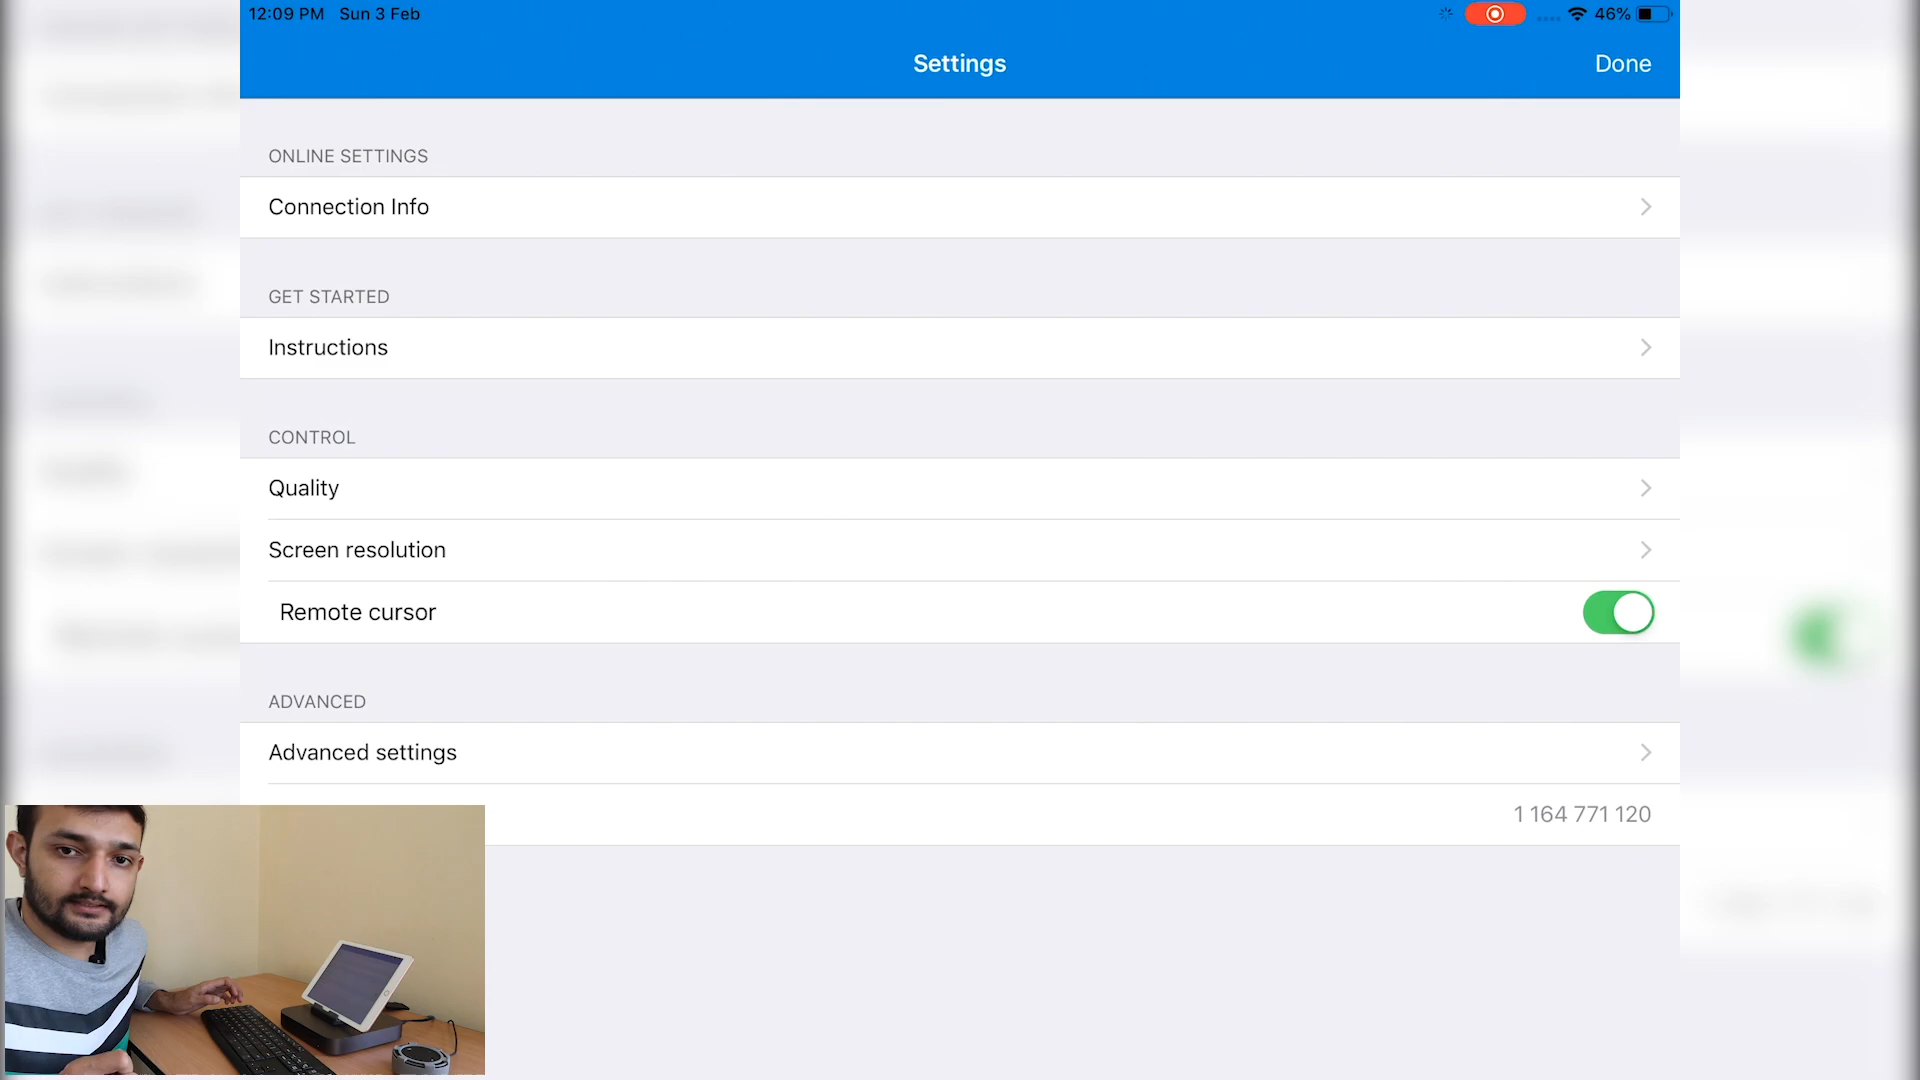 12:09 PM Sun 3 Feb
46%
Settings
Done
ONLINE SETTINGS
Connection Info
GET STARTED
Instructions
CONTROL
Quality
Screen resolution
Remote cursor
ADVANCED
Advanced settings
1 164 771 120